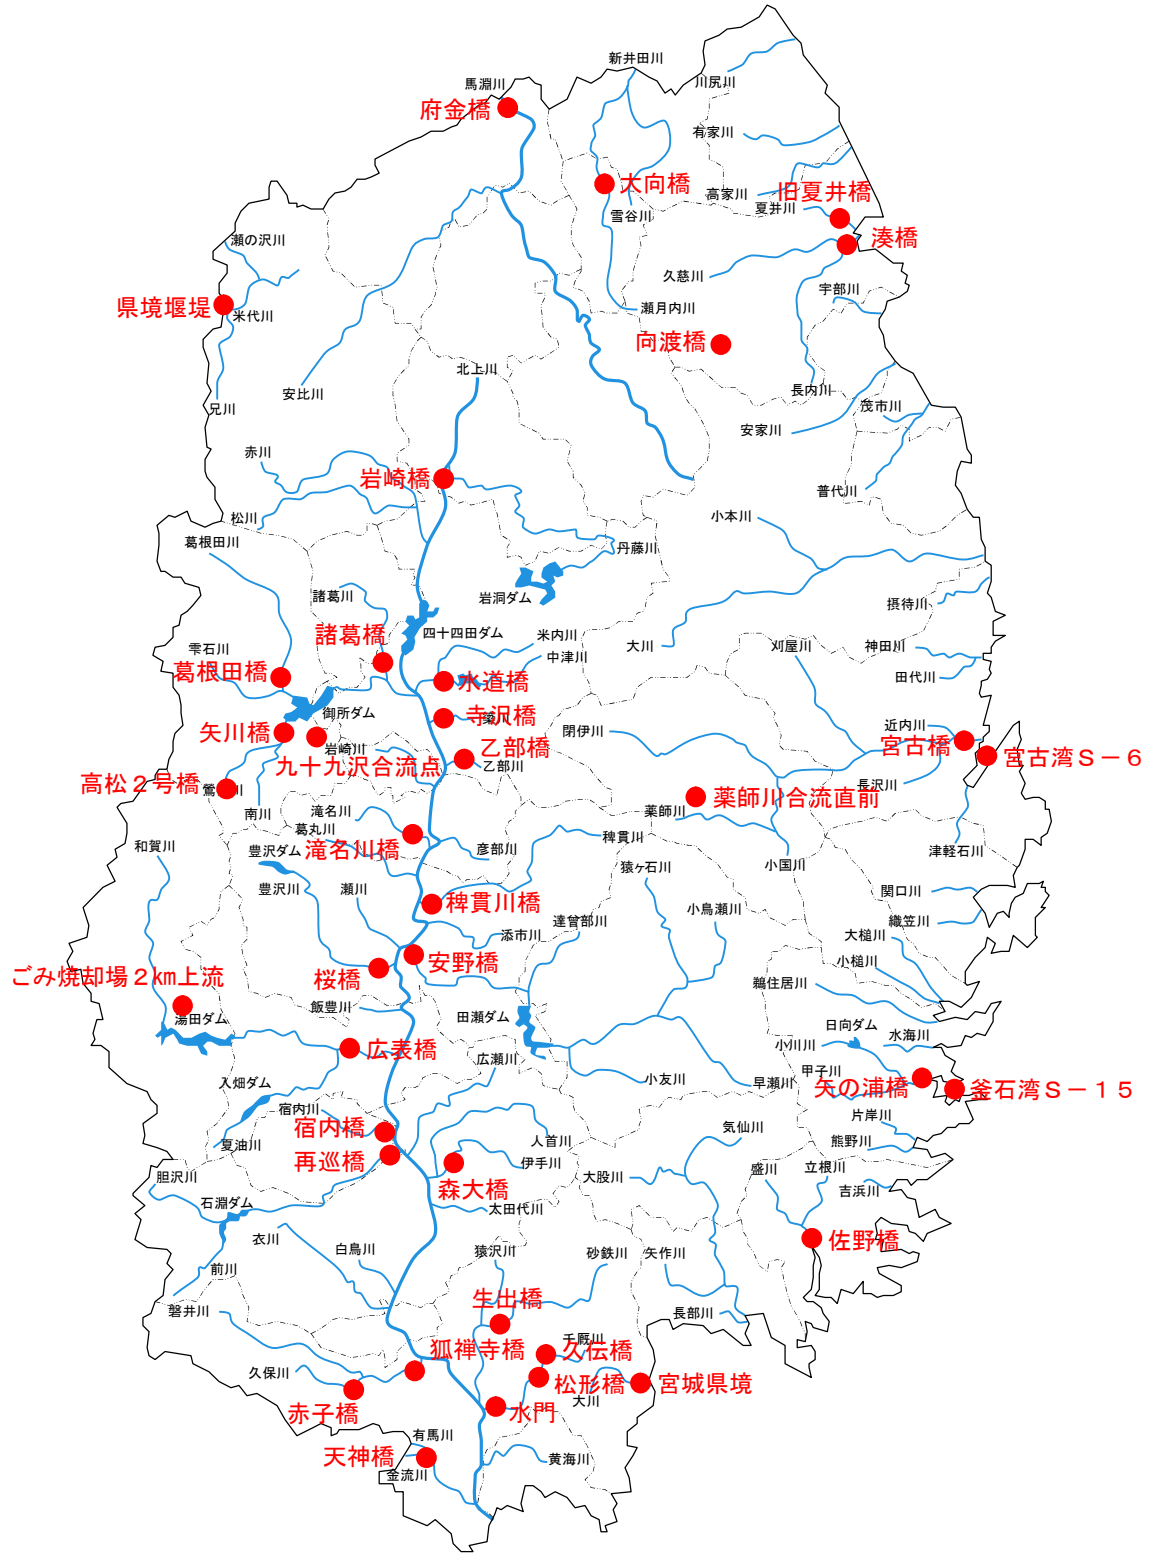 新井田川
馬淵川
川尻川
府金橋
有家川
大向橋
高家川
旧夏井橋
夏井川
雪谷川
湊橋
瀬の沢川
久慈川
宇部川
県境堰堤
米代川
瀬月内川
向渡橋
北上川
安比川
長内川
兄川
茂市川
安家川
赤川
岩崎橋
普代川
松川
小本川
葛根田川
丹藤川
諸葛川
岩洞ダム
摂待川
諸葛橋
四十四田ダム
米内川
雫石川
大川
刈屋川
神田川
中津川
葛根田橋
水道橋
田代川
御所ダム
寺沢橋
簗川
近内川
矢川橋
閉伊川
宮古橋
岩崎川
乙部橋
宮古湾Ｓ－６
九十九沢合流点
乙部川
高松２号橋
長沢川
薬師川合流直前
南川
滝名川
薬師川
葛丸川
稗貫川
和賀川
豊沢ダム
滝名川橋
彦部川
津軽石川
猿ヶ石川
小国川
豊沢川
瀬川
関口川
稗貫川橋
小烏瀬川
達曾部川
織笠川
添市川
大槌川
安野橋
小槌川
ごみ焼却場２㎞上流
桜橋
鵜住居川
飯豊川
湯田ダム
田瀬ダム
日向ダム
水海川
広表橋
小川川
広瀬川
甲子川
入畑ダム
小友川
早瀬川
矢の浦橋
釜石湾Ｓ－１５
宿内川
片岸川
宿内橋
気仙川
夏油川
人首川
熊野川
再巡橋
伊手川
胆沢川
大股川
盛川
立根川
森大橋
吉浜川
石淵ダム
太田代川
衣川
佐野橋
白鳥川
猿沢川
砂鉄川
矢作川
前川
生出橋
磐井川
長部川
千厩川
狐禅寺橋
久伝橋
久保川
松形橋
宮城県境
大川
赤子橋
水門
有馬川
天神橋
黄海川
金流川